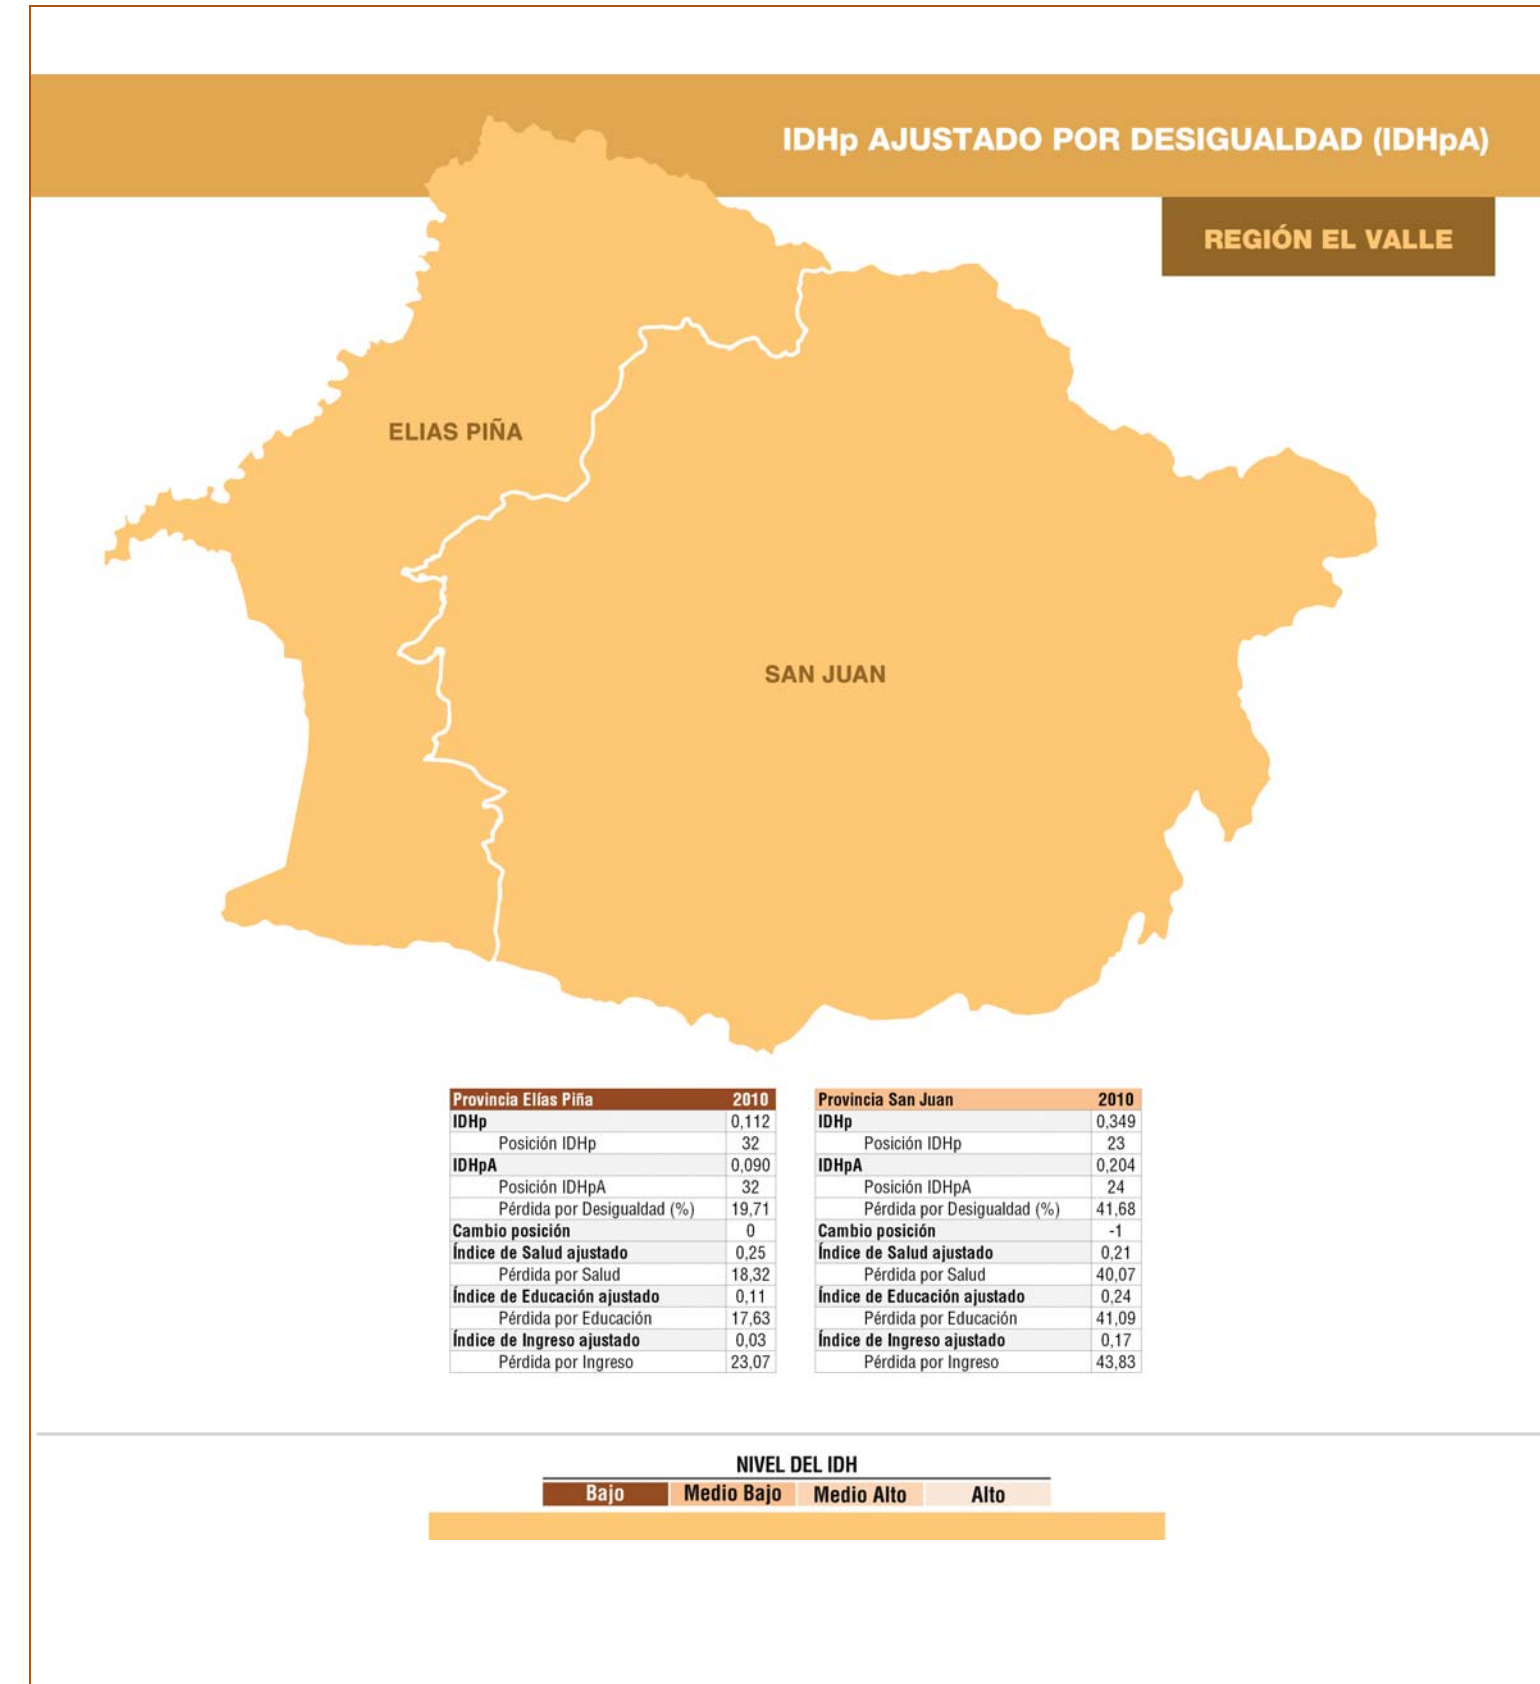 IDHp AJUSTADO POR DESIGUALDAD (IDHpA)
REGIÓN EL VALLE
ELIAS PIÑA
SAN JUAN
Provincia Elías Piña 2010
IDHp 0,112
Posición IDHp 32
IDHpA 0,090
Posición IDHpA 32
Pérdida por Desigualdad (%) 19,71
Cambio posición 0
Índice de Salud ajustado 0,25
Pérdida por Salud 18,32
Índice de Educación ajustado 0,11
Pérdida por Educación 17,63
Índice de Ingreso ajustado 0,03
Pérdida por Ingreso 23,07
Provincia San Juan 2010
IDHp 0,349
Posición IDHp 23
IDHpA 0,204
Posición IDHpA 24
Pérdida por Desigualdad (%) 41,68
Cambio posición -1
Índice de Salud ajustado 0,21
Pérdida por Salud 40,07
Índice de Educación ajustado 0,24
Pérdida por Educación 41,09
Índice de Ingreso ajustado 0,17
Pérdida por Ingreso 43,83
NIVEL DEL IDH
Bajo Medio Bajo Medio Alto Alto